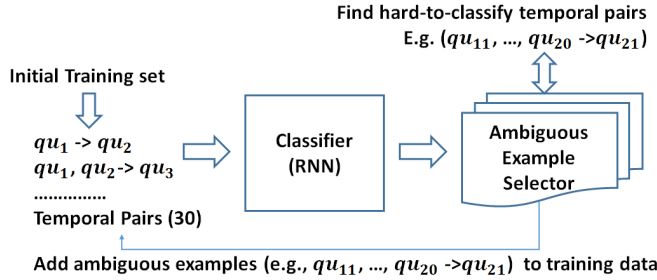 Find hard-to-classify temporal pairs
E.g. (qu₁₁, ..., qu₂₀ ->qu₂₁)
Initial Training set
qu₁ -> qu₂
qu₁, qu₂-> qu₃
...............
Temporal Pairs (30)
Classifier
(RNN)
Ambiguous
Example
Selector
Add ambiguous examples (e.g., qu₁₁, ..., qu₂₀ ->qu₂₁) to training data